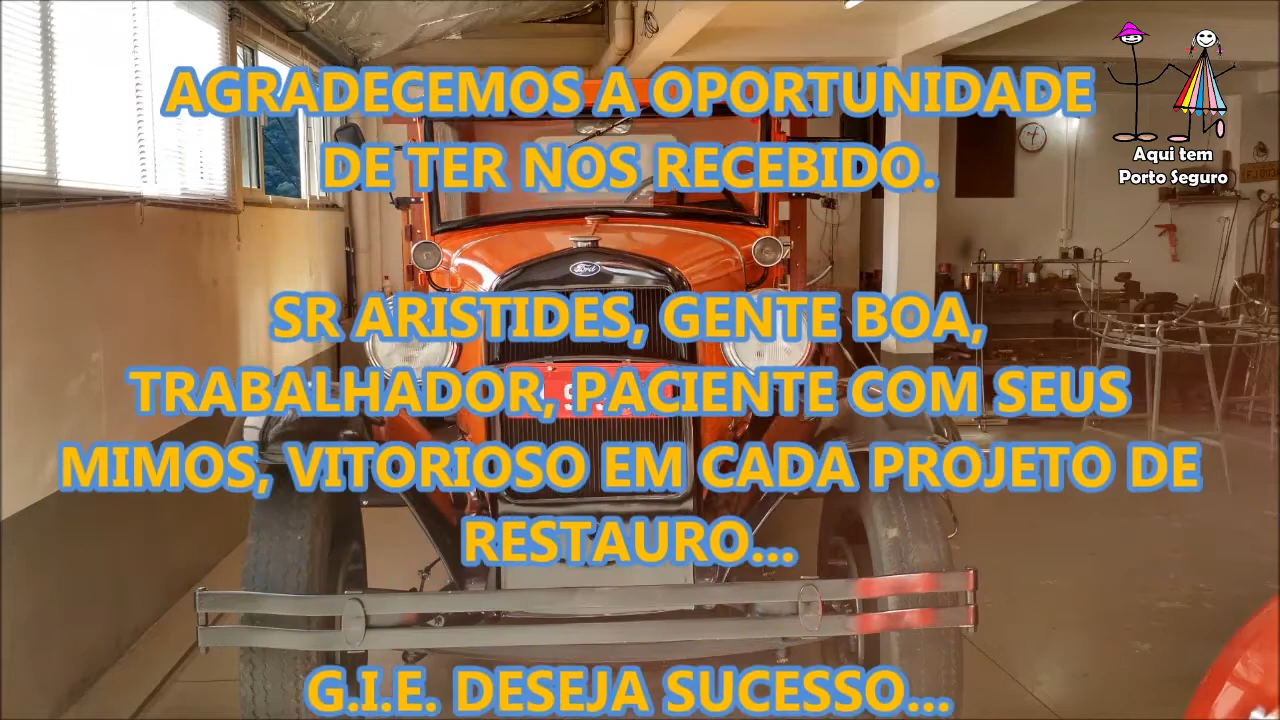 AGRADECEMOS A OPORTUNIDADE
DE TER NOS RECEBIDO.
SR ARISTIDES, GENTE BOA,
TRABALHADOR, PACIENTE COM SEUS
MIMOS, VITORIOSO EM CADA PROJETO DE
RESTAURO...
G.I.E. DESEJA SUCESSO...
Aqui tem
Porto Seguro
Ford